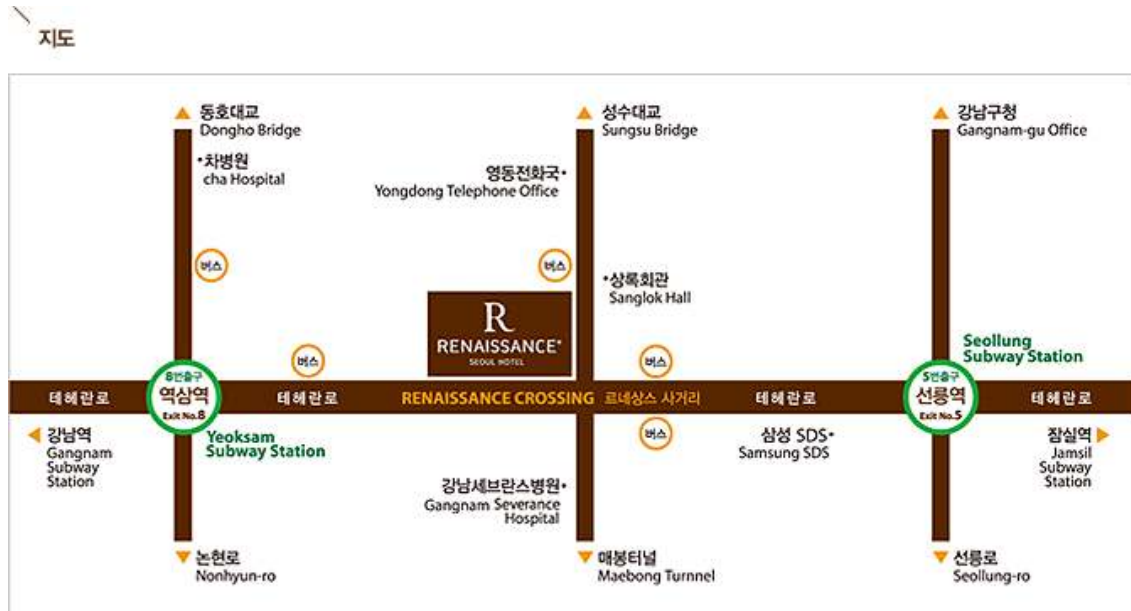 지도
동호대교
Dongho Bridge
성수대교
Sungsu Bridge
강남구청
Gangnam-gu Office
•차병원
cha Hospital
영동전화국•
Yongdong Telephone Office
버스
버스
•상록회관
Sanglok Hall
R
RENAISSANCE
SEOUL HOTEL
버스
버스
Seollung
Subway Station
테헤란로
8번출구
역삼역
Exit No.8
테헤란로
RENAISSANCE CROSSING 르네상스 사거리
테헤란로
5번출구
선릉역
Exit No.5
테헤란로
강남역
Gangnam
Subway
Station
Yeoksam
Subway Station
버스
삼성 SDS•
Samsung SDS
잠실역
Jamsil
Subway
Station
강남세브란스병원•
Gangnam Severance
Hospital
논현로
Nonhyun-ro
매봉터널
Maebong Turnnel
선릉로
Seollung-ro